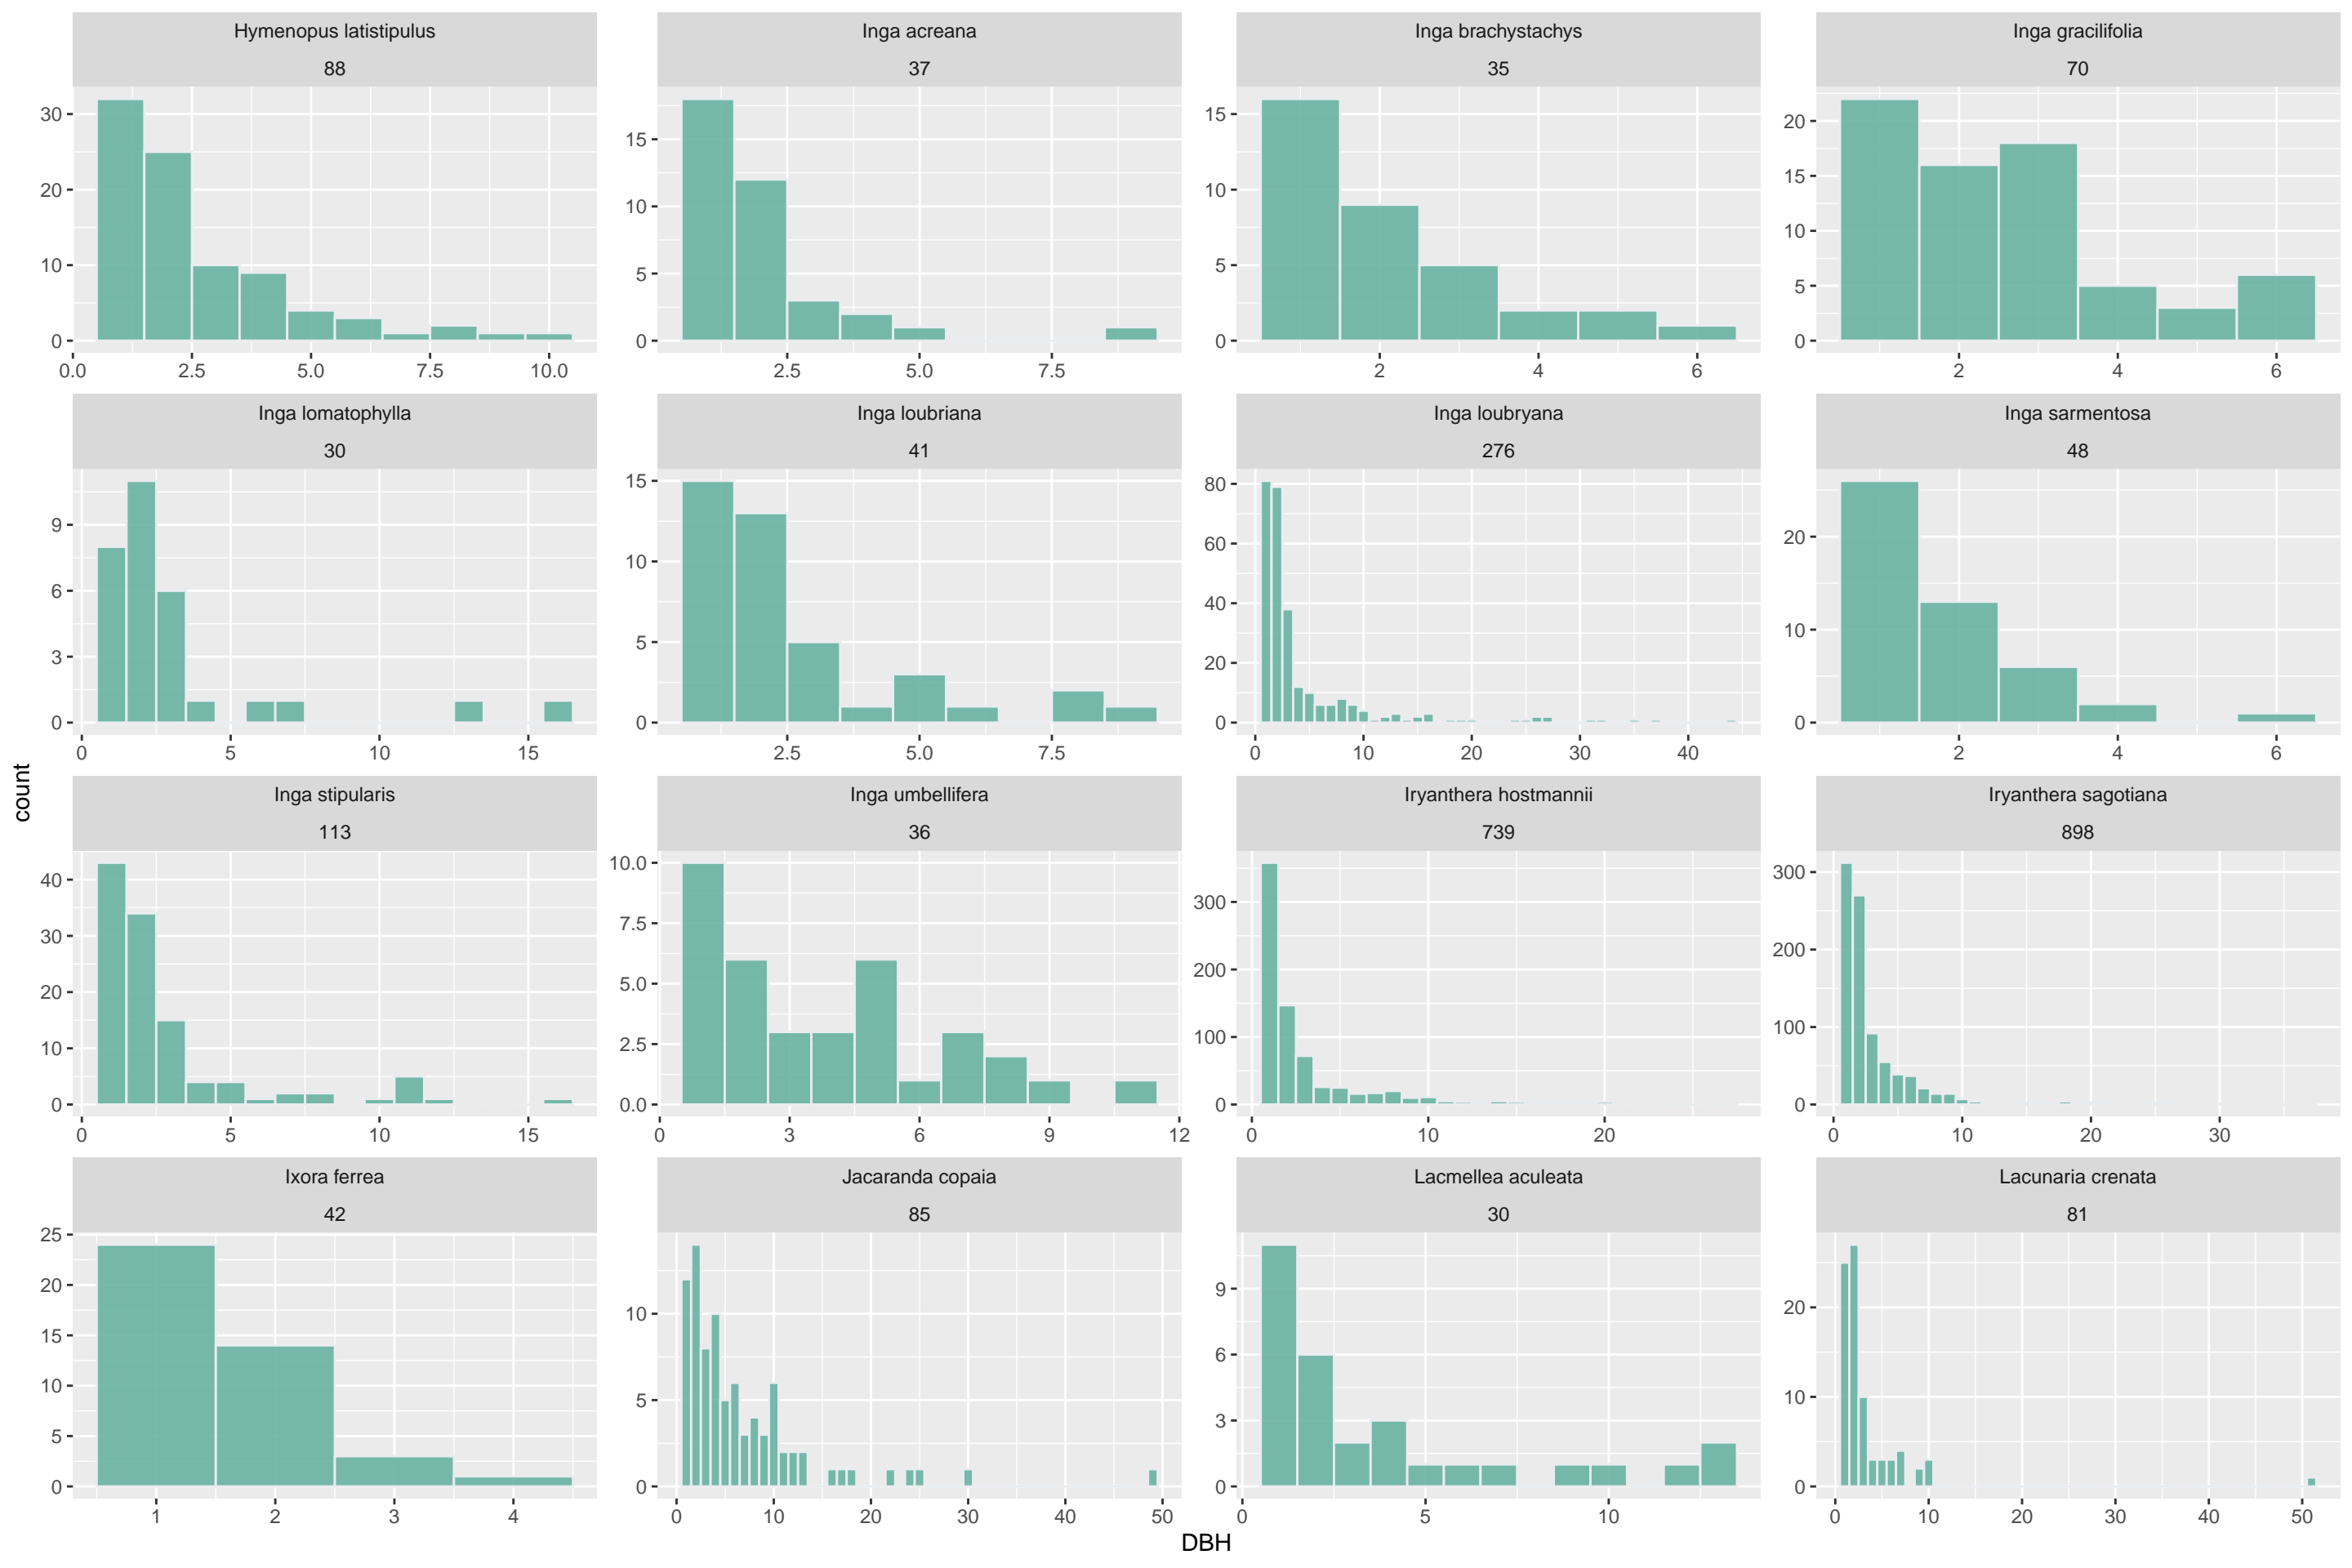 Hymenopus latistipulus
88
30
20
10
0
0.0 2.5 5.0 7.5 10.0
Inga acreana
37
15
10
5
0
2.5 5.0 7.5
Inga brachystachys
35
15
10
5
0
2 4 6
Inga gracilifolia
70
20
15
10
5
0
2 4 6
Inga lomatophylla
30
9
6
3
0
0 5 10 15
Inga loubriana
41
15
10
5
0
2.5 5.0 7.5
Inga loubryana
276
80
60
40
20
0
0 10 20 30 40
Inga sarmentosa
48
20
10
0
2 4 6
count
Inga stipularis
113
40
30
20
10
0
0 5 10 15
Inga umbellifera
36
10.0
7.5
5.0
2.5
0.0
0 3 6 9 12
Iryanthera hostmannii
739
300
200
100
0
0 10 20
Iryanthera sagotiana
898
300
200
100
0
0 10 20 30
Ixora ferrea
42
25
20
15
10
5
0
1 2 3 4
Jacaranda copaia
85
10
5
0
0 10 20 30 40 50
Lacmellea aculeata
30
9
6
3
0
0 5 10
Lacunaria crenata
81
20
10
0
0 10 20 30 40 50
DBH